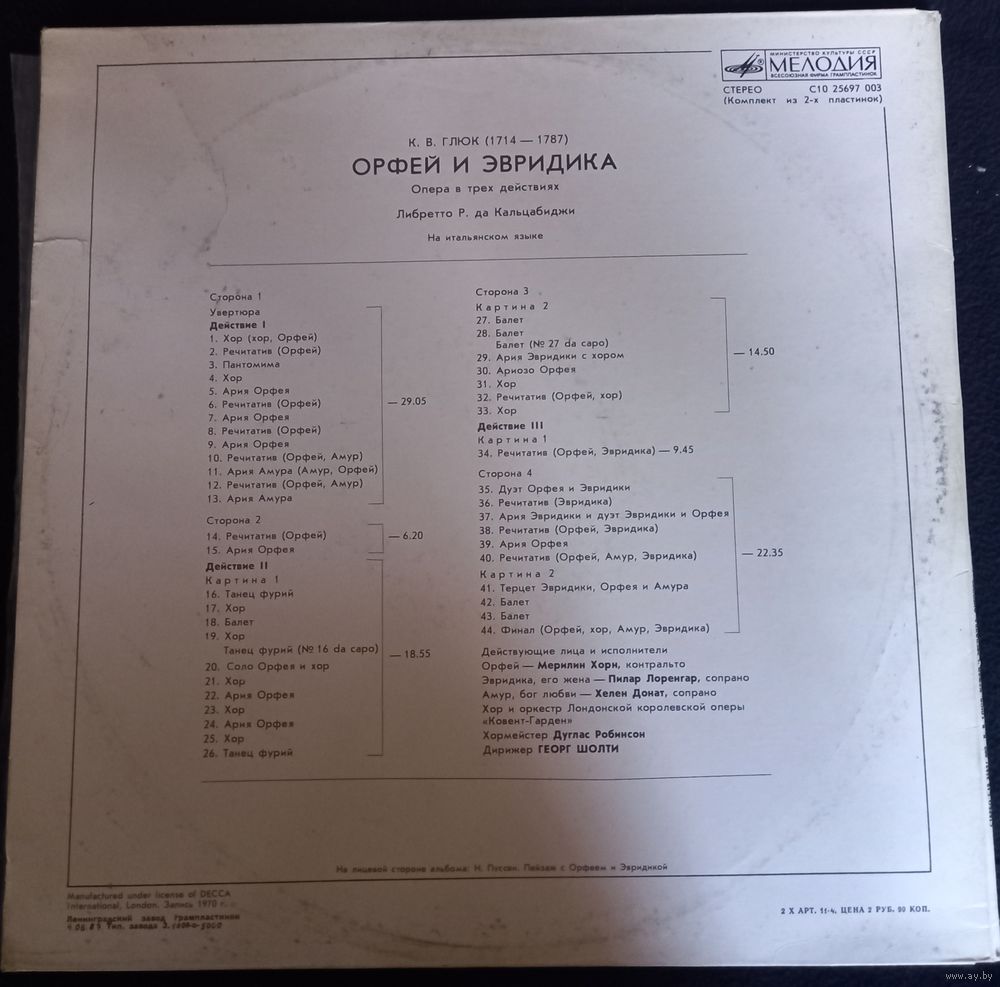 МИНИСТЕРСТВО КУЛЬТУРЫ СССР
МЕЛОДИЯ
ВСЕСОЮЗНАЯ ФИРМА ГРАМПЛАСТИНОК
СТЕРЕО С10 25697 003
(Комплект из 2-х пластинок)
К. В. ГЛЮК (1714 — 1787)
ОРФЕЙ И ЭВРИДИКА
Опера в трех действиях
Либретто Р. да Кальцабиджи
На итальянском языке
Сторона 1
Увертюра
Действие I
1. Хор (хор, Орфей)
2. Речитатив (Орфей)
3. Пантомима
4. Хор
5. Ария Орфея
6. Речитатив (Орфей)
7. Ария Орфея
8. Речитатив (Орфей)
9. Ария Орфея
10. Речитатив (Орфей, Амур)
11. Ария Амура (Амур, Орфей)
12. Речитатив (Орфей, Амур)
13. Ария Амура
— 29.05
Сторона 2
14. Речитатив (Орфей)
15. Ария Орфея
— 6.20
Действие II
Картина 1
16. Танец фурий
17. Хор
18. Балет
19. Хор
Танец фурий (№ 16 da capo)
20. Соло Орфея и хор
21. Хор
22. Ария Орфея
23. Хор
24. Ария Орфея
25. Хор
26. Танец фурий
— 18.55
Сторона 3
Картина 2
27. Балет
28. Балет
Балет (№ 27 da capo)
29. Ария Эвридики с хором
30. Ариозо Орфея
31. Хор
32. Речитатив (Орфей, хор)
33. Хор
— 14.50
Действие III
Картина 1
34. Речитатив (Орфей, Эвридика) — 9.45
Сторона 4
35. Дуэт Орфея и Эвридики
36. Речитатив (Эвридика)
37. Ария Эвридики и дуэт Эвридики и Орфея
38. Речитатив (Орфей, Эвридика)
39. Ария Орфея
40. Речитатив (Орфей, Амур, Эвридика)
Картина 2
41. Терцет Эвридики, Орфея и Амура
42. Балет
43. Балет
44. Финал (Орфей, хор, Амур, Эвридика)
— 22.35
Действующие лица и исполнители
Орфей — Мерилин Хорн, контральто
Эвридика, его жена — Пилар Лоренгар, сопрано
Амур, бог любви — Хелен Донат, сопрано
Хор и оркестр Лондонской королевской оперы
«Ковент-Гарден»
Хормейстер Дуглас Робинсон
Дирижер ГЕОРГ ШОЛТИ
На лицевой стороне альбома: Н. Пуссен. Пейзаж с Орфеем и Эвридикой
Manufactured under license of DECCA
International, London. Запись 1970 г.
Ленинградский завод грампластинок
Тип. завода
2 X АРТ. 11-4. ЦЕНА 2 РУБ. 90 КОП.
www.ay.by